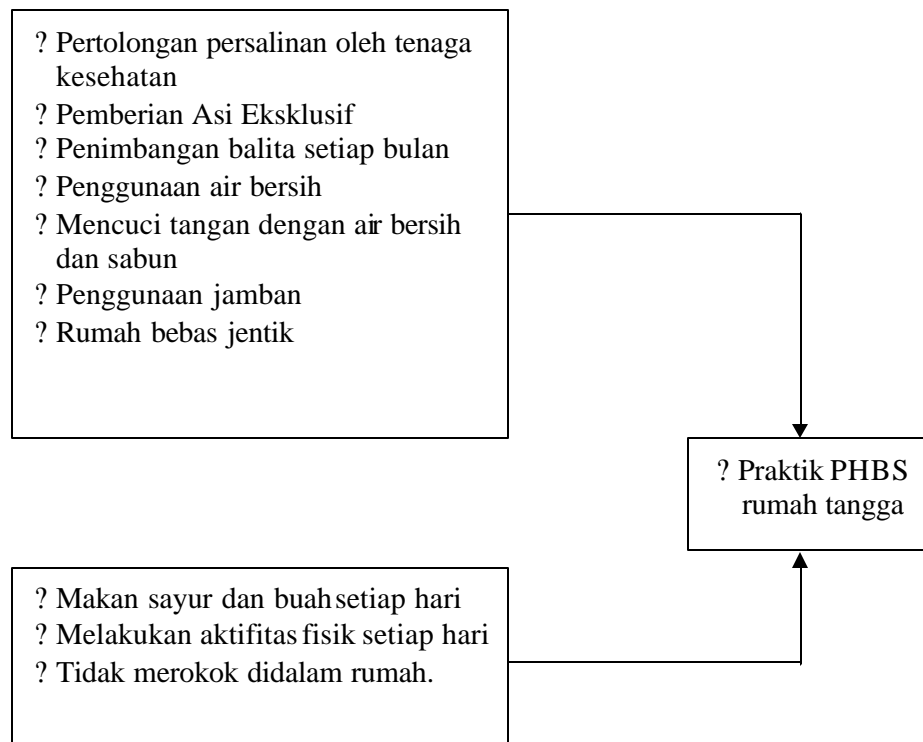 ? Pertolongan persalinan oleh tenaga
kesehatan
? Pemberian Asi Eksklusif
? Penimbangan balita setiap bulan
? Penggunaan air bersih
? Mencuci tangan dengan air bersih
dan sabun
? Penggunaan jamban
? Rumah bebas jentik
? Praktik PHBS
rumah tangga
? Makan sayur dan buah setiap hari
? Melakukan aktifitas fisik setiap hari
? Tidak merokok didalam rumah.